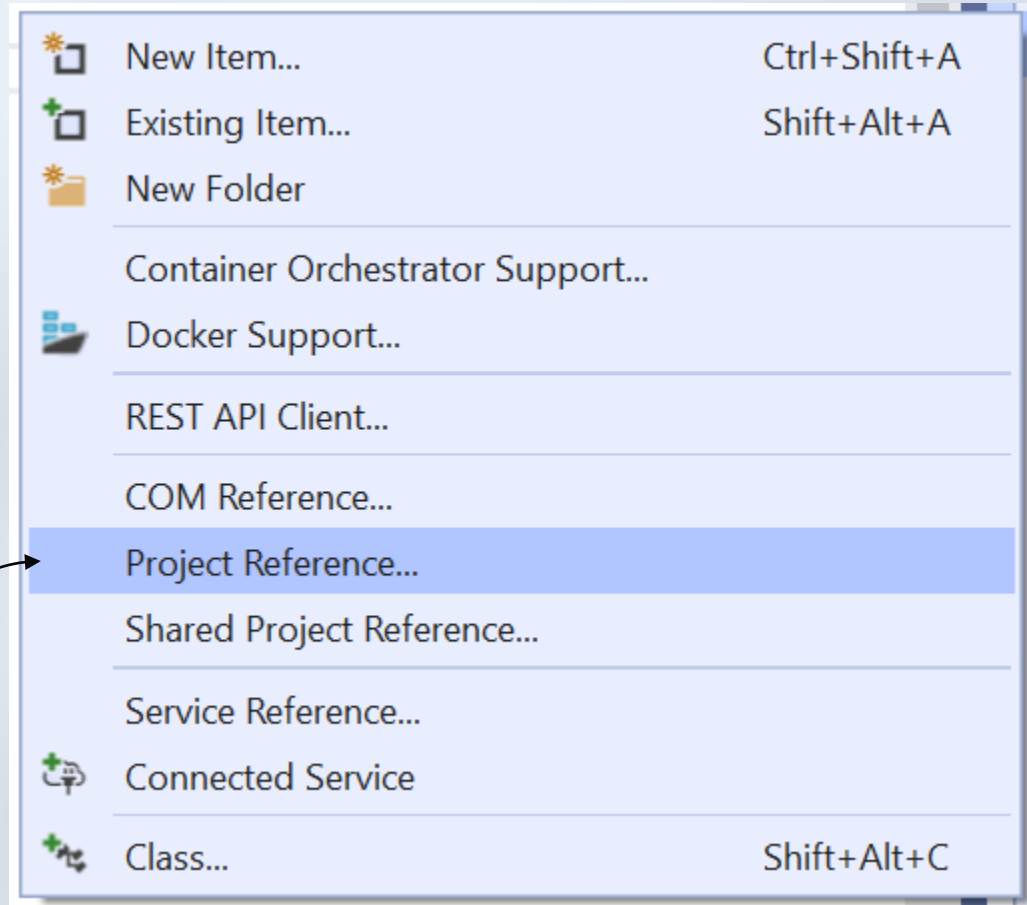 New Item... Ctrl+Shift+A
Existing Item... Shift+Alt+A
New Folder
Container Orchestrator Support...
Docker Support...
REST API Client...
COM Reference...
Project Reference...
Shared Project Reference...
Service Reference...
Connected Service
Class... Shift+Alt+C